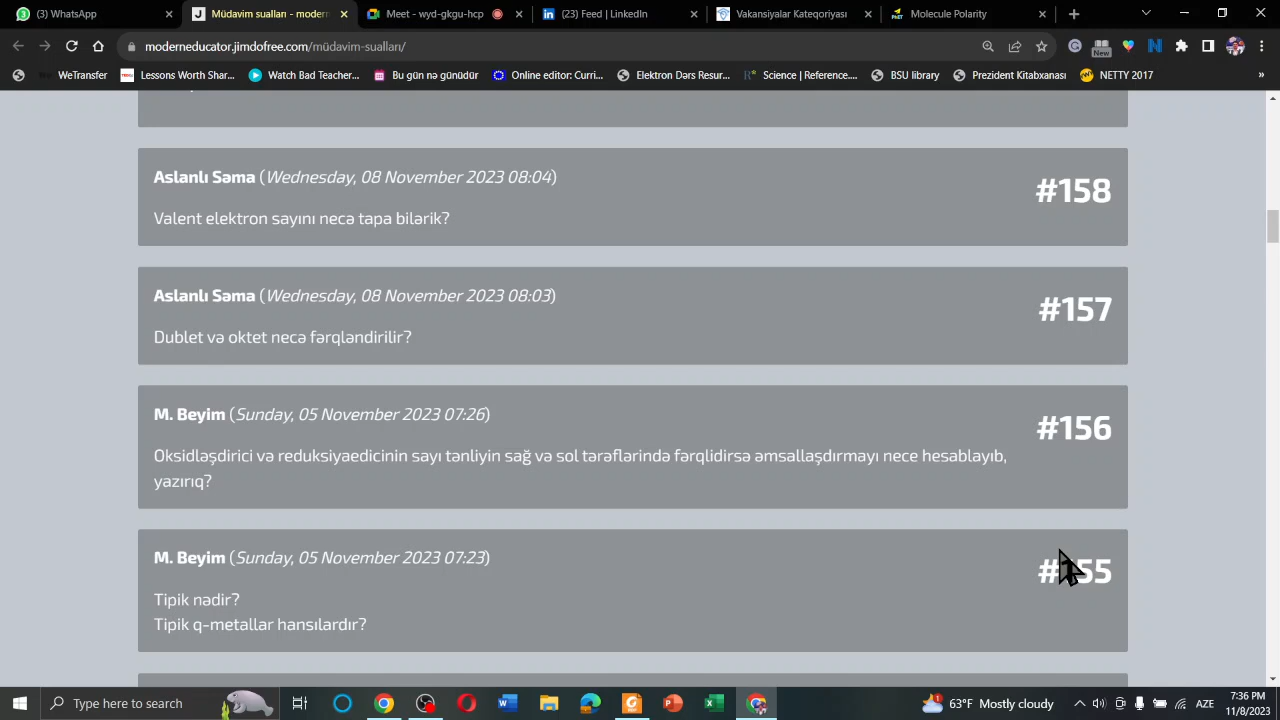 (3) WhatsApp
Müdavim sualları - modern
Meet - wyd-gkgu-hcp
(23) Feed | LinkedIn
Vakansiyalar Kateqoriyası
Molecule Polarity
moderneducator.jimdofree.com/müdavim-sualları/
New
WeTransfer
Lessons Worth Shar...
Watch Bad Teacher...
Bu gün nə günüdür
Online editor: Curri...
Elektron Dərs Resur...
Science | Reference....
BSU library
Prezident Kitabxanası
NETTY 2017
»
Aslanlı Səma (Wednesday, 08 November 2023 08:04)
#158
Valent elektron sayını necə tapa bilərik?
Aslanlı Səma (Wednesday, 08 November 2023 08:03)
#157
Dublet və oktet necə fərqləndirilir?
M. Beyim (Sunday, 05 November 2023 07:26)
#156
Oksidləşdirici və reduksiyaedicinin sayı tənliyin sağ və sol tərəflərində fərqlidirsə əmsallaşdırmayı nece hesablayıb,
yazırıq?
M. Beyim (Sunday, 05 November 2023 07:23)
#155
Tipik nədir?
Tipik q-metallar hansılardır?
Type here to search
63°F Mostly cloudy
AZE
7:36 PM
11/8/2023